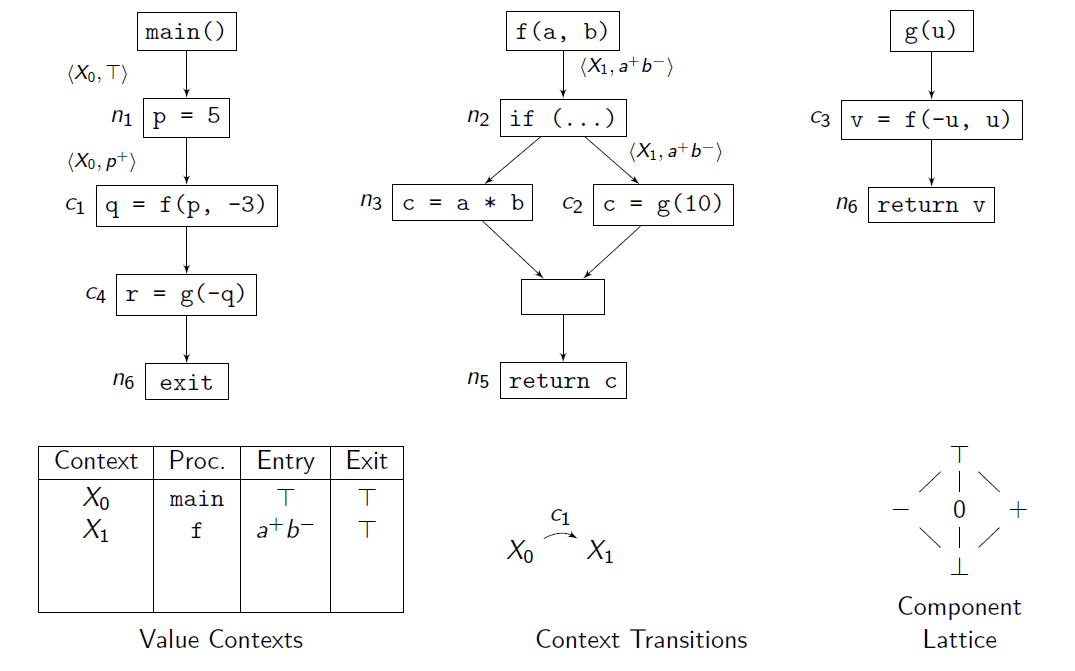 main()
⟨X₀, ⊤⟩
n₁ p = 5
⟨X₀, p⁺⟩
c₁ q = f(p, -3)
c₄ r = g(-q)
n₆ exit
f(a, b)
⟨X₁, a⁺b⁻⟩
n₂ if (...)
⟨X₁, a⁺b⁻⟩
n₃ c = a * b
c₂ c = g(10)
n₅ return c
g(u)
c₃ v = f(-u, u)
n₆ return v
Context Proc. Entry Exit
X₀ main ⊤ ⊤
X₁ f a⁺b⁻ ⊤
Value Contexts
c₁
X₀ X₁
Context Transitions
⊤
− 0 +
⊥
Component
Lattice